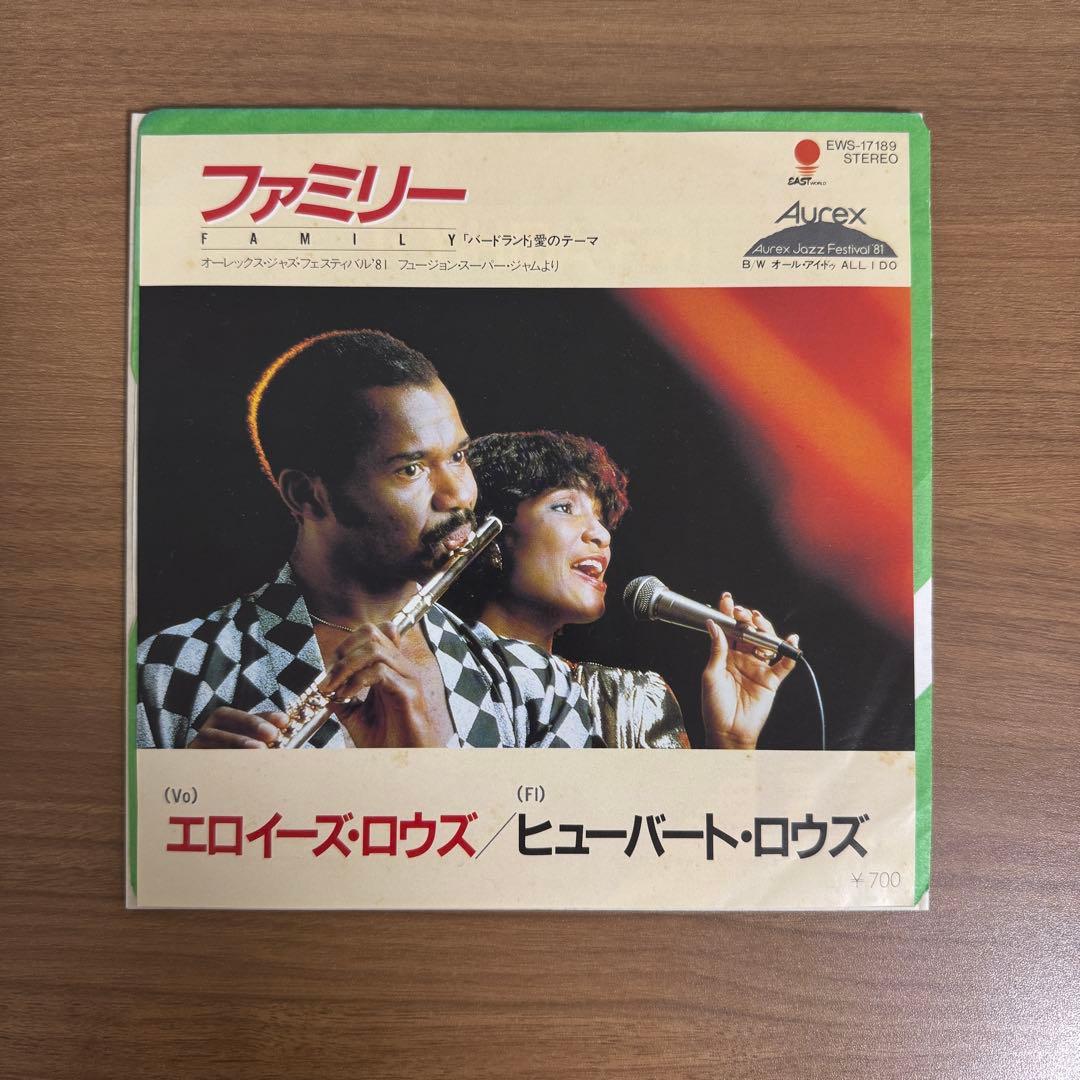 ファミリー
FAMILY「バードランド」愛のテーマ
オーレックス・ジャズ・フェスティバル'81 フュージョン・スーパー・ジャムより
EWS-17189
STEREO
EAST WORLD
Aurex
Aurex Jazz Festival '81
B/W オール・アイ・ドゥ ALL I DO
(Vo)
エロイーズ・ロウズ／
(Fl)
ヒューバート・ロウズ
¥700